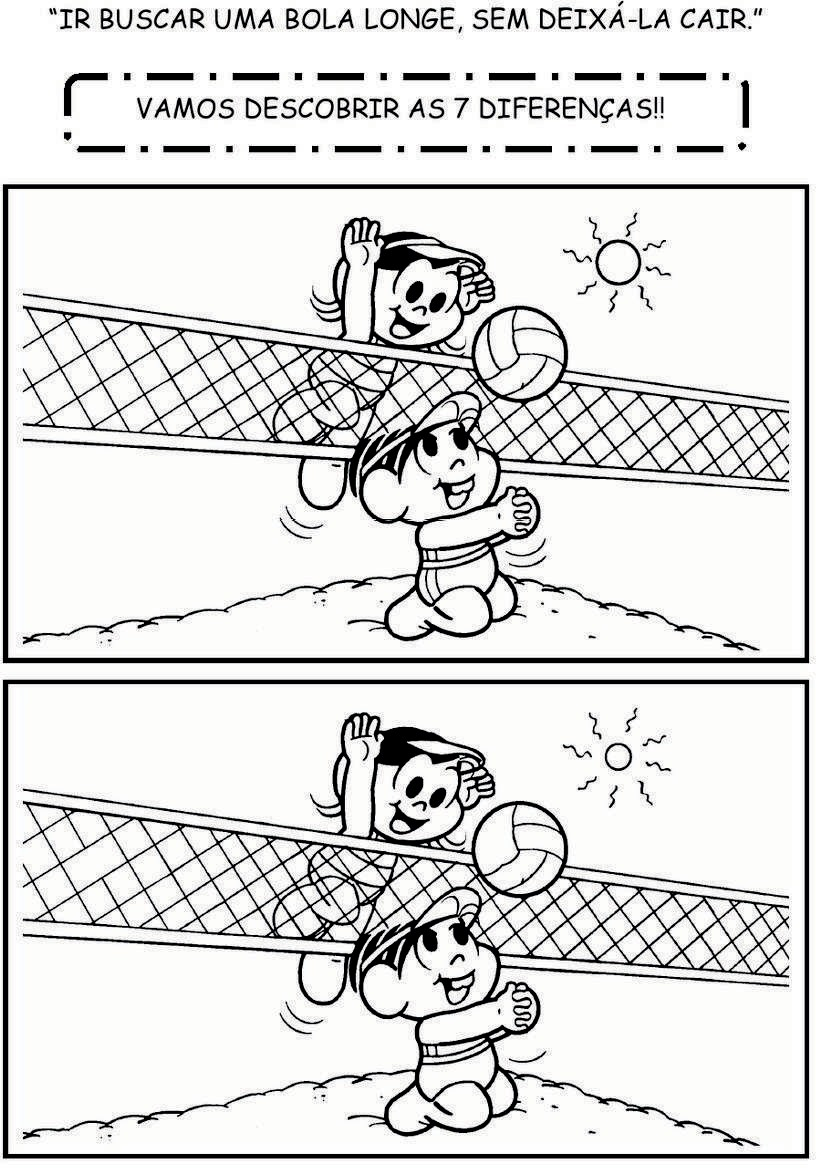 “IR BUSCAR UMA BOLA LONGE, SEM DEIXÁ-LA CAIR.”
VAMOS DESCOBRIR AS 7 DIFERENÇAS!!